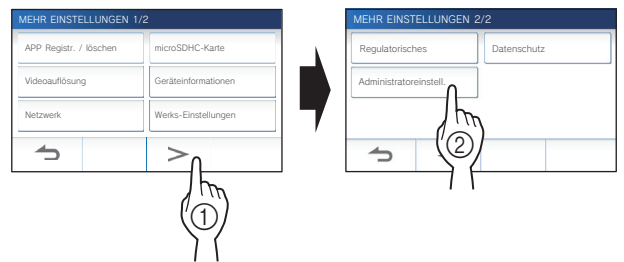 MEHR EINSTELLUNGEN 1/2
APP Registr. / löschen
microSDHC-Karte
Videoauflösung
Geräteinformationen
Netzwerk
Werks-Einstellungen
>
①
MEHR EINSTELLUNGEN 2/2
Regulatorisches
Datenschutz
Administratoreinstell.
②